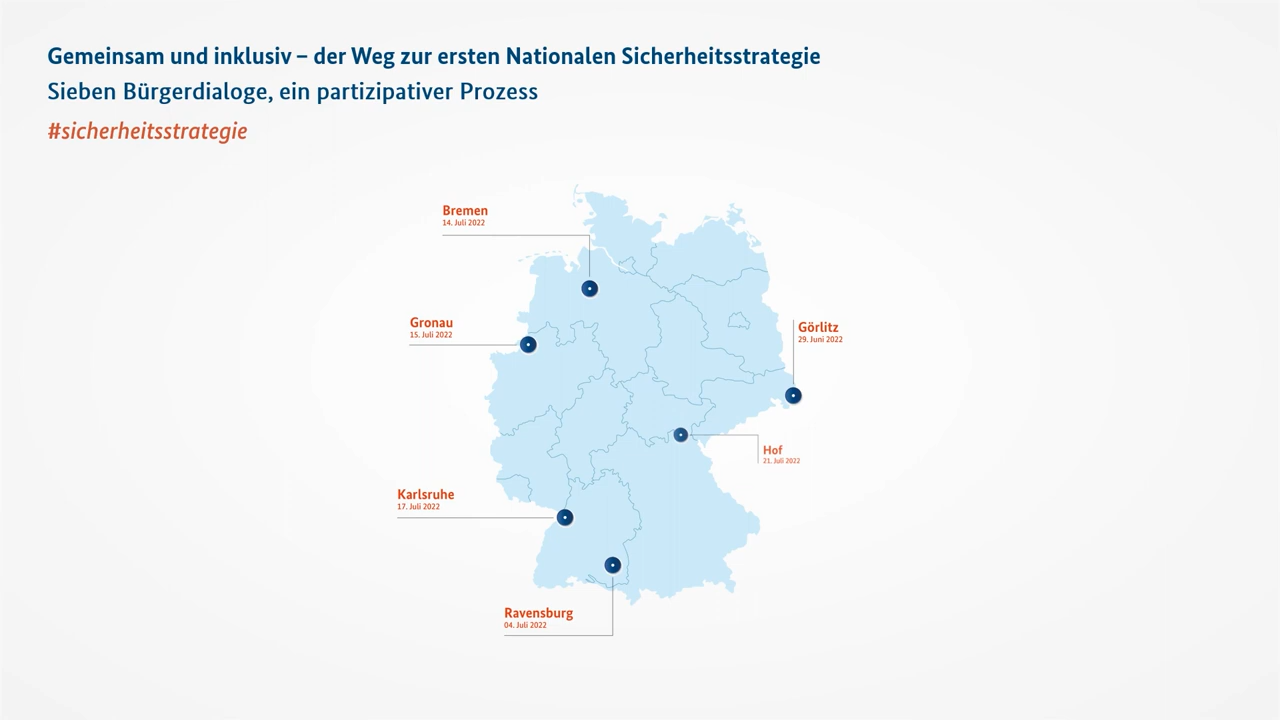 Gemeinsam und inklusiv – der Weg zur ersten Nationalen Sicherheitsstrategie
Sieben Bürgerdialoge, ein partizipativer Prozess
#sicherheitsstrategie
Bremen
14. Juli 2022
Gronau
15. Juli 2022
Görlitz
29. Juni 2022
Hof
21. Juli 2022
Karlsruhe
17. Juli 2022
Ravensburg
04. Juli 2022